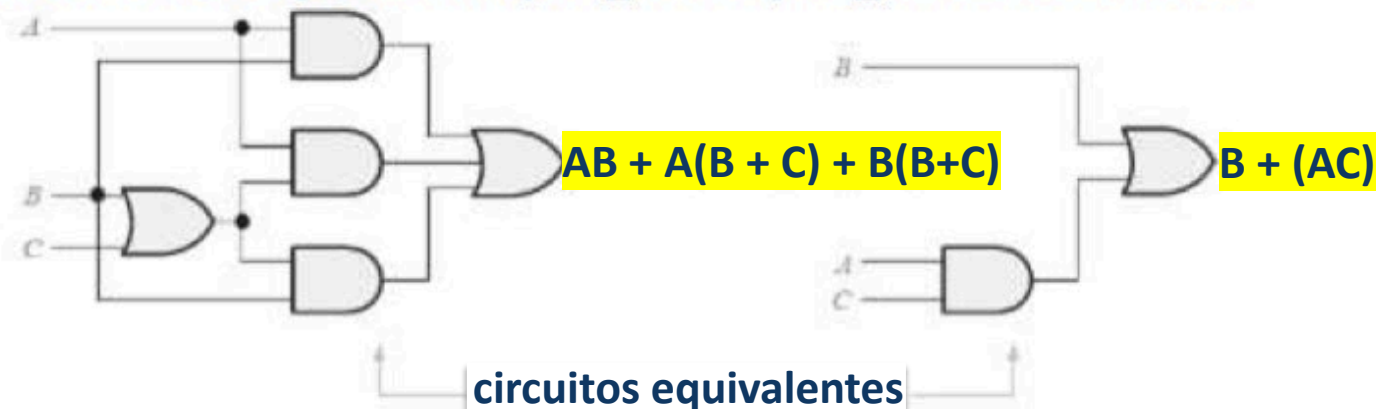 A
B
C
AB + A(B + C) + B(B+C)
B
A
C
B + (AC)
circuitos equivalentes